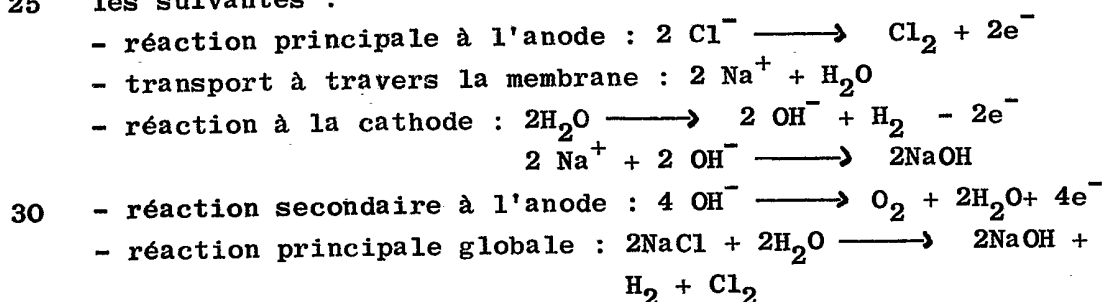 25 les suivantes :
- réaction principale à l'anode : 2 Cl⁻ ⟶ Cl₂ + 2e⁻
- transport à travers la membrane : 2 Na⁺ + H₂O
- réaction à la cathode : 2H₂O ⟶ 2 OH⁻ + H₂ - 2e⁻
2 Na⁺ + 2 OH⁻ ⟶ 2NaOH
30 - réaction secondaire à l'anode : 4 OH⁻ ⟶ O₂ + 2H₂O+ 4e⁻
- réaction principale globale : 2NaCl + 2H₂O ⟶ 2NaOH +
H₂ + Cl₂